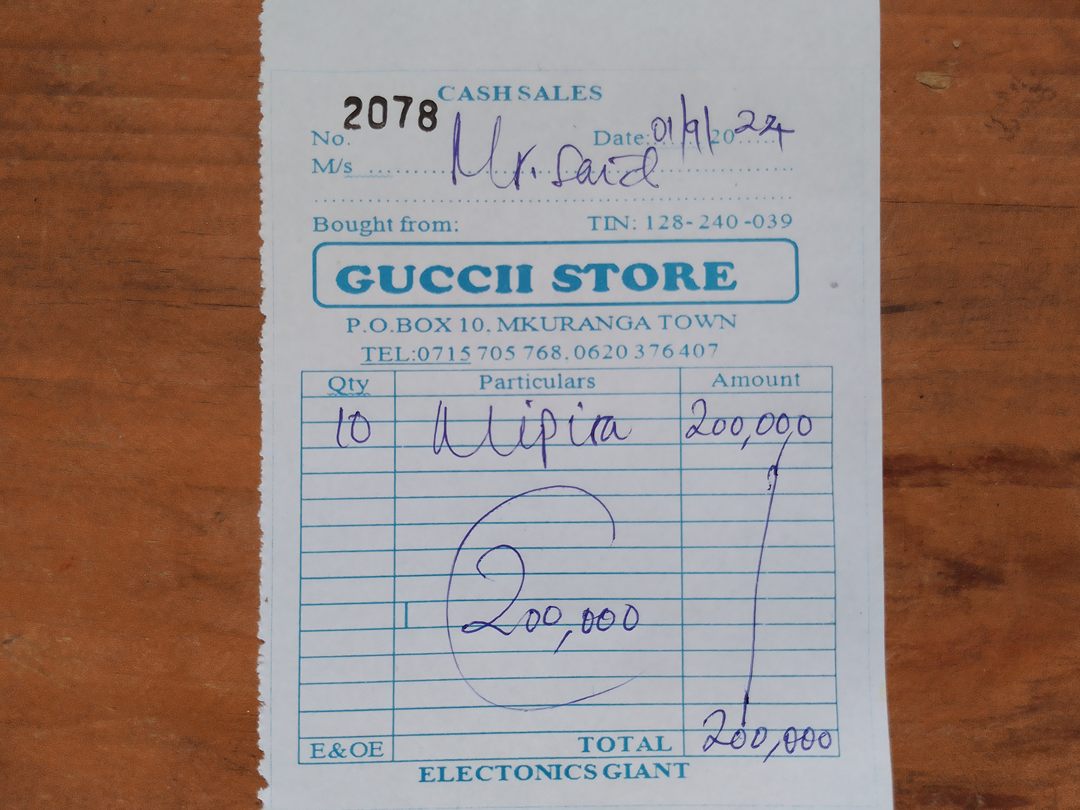 CASH SALES
No. 2078 Date: 01/9/2024
M/s Mr. Said
Bought from: TIN: 128-240-039
GUCCII STORE
P.O.BOX 10, MKURANGA TOWN
TEL:0715 705 768, 0620 376 407
Qty Particulars Amount
10 Mipira 200,000
200,000
E&OE TOTAL 200,000
ELECTONICS GIANT